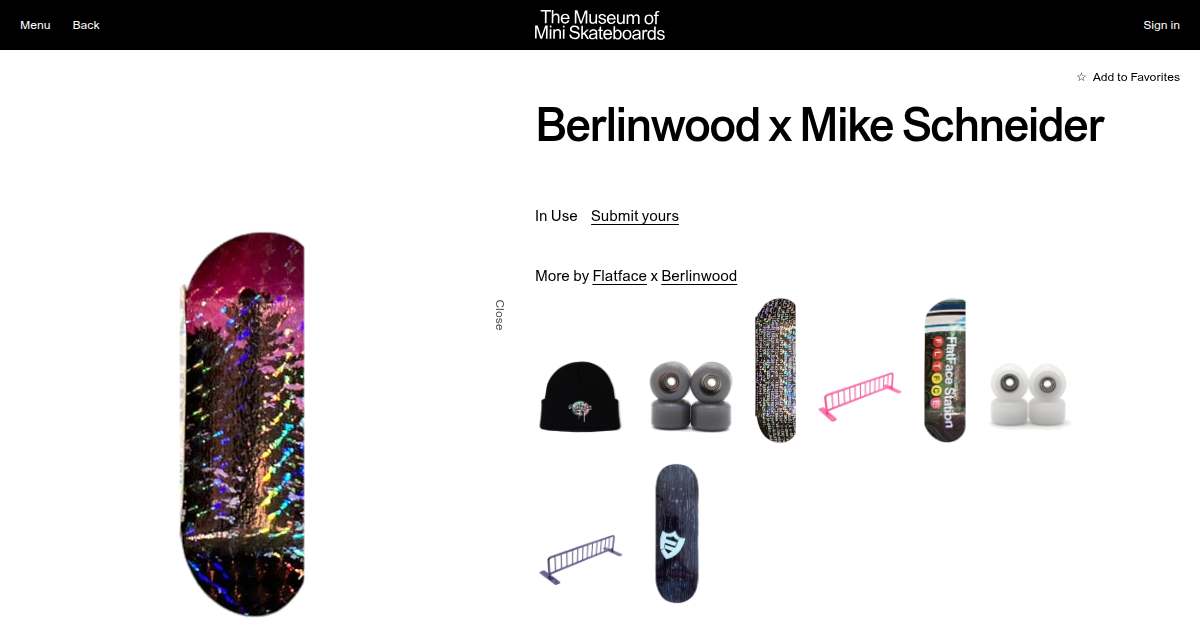 Menu
Back
The Museum of
Mini Skateboards
Sign in
☆ Add to Favorites
Berlinwood x Mike Schneider
In Use
Submit yours
More by Flatface x Berlinwood
Close
FlatFace Station
FLTFCE